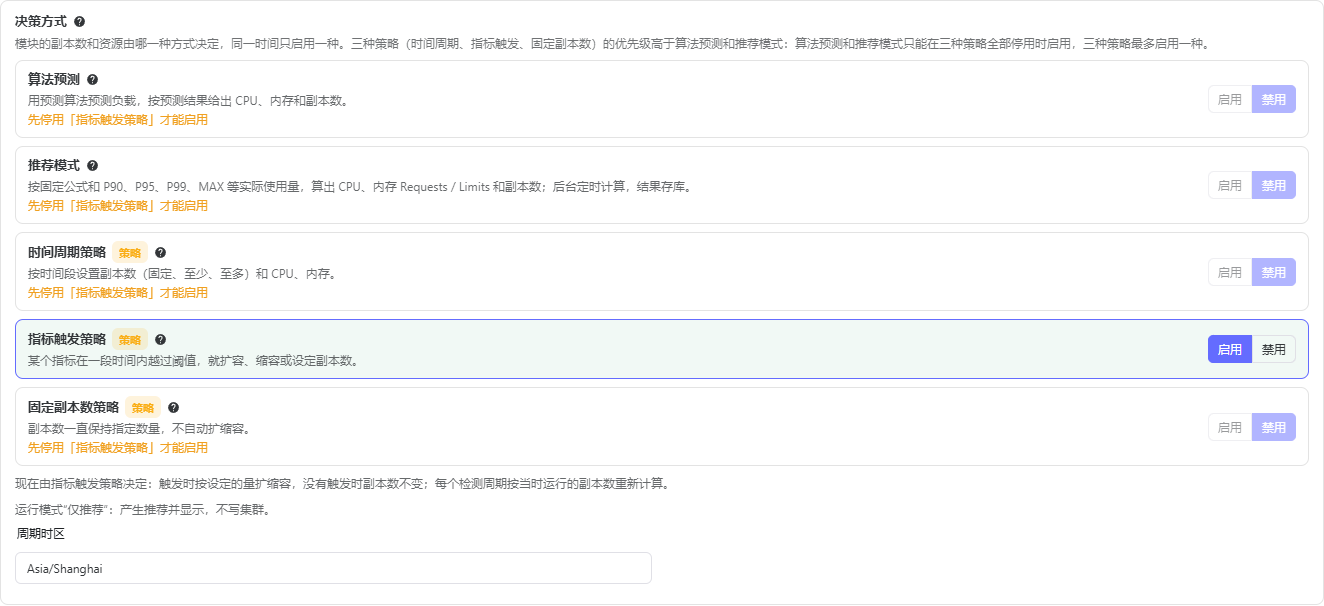 决策方式
模块的副本数和资源由哪一种方式决定，同一时间只启用一种。三种策略（时间周期、指标触发、固定副本数）的优先级高于算法预测和推荐模式：算法预测和推荐模式只能在三种策略全部停用时启用，三种策略最多启用一种。
算法预测
用预测算法预测负载，按预测结果给出 CPU、内存和副本数。
先停用「指标触发策略」才能启用
启用 禁用
推荐模式
按固定公式和 P90、P95、P99、MAX 等实际使用量，算出 CPU、内存 Requests / Limits 和副本数；后台定时计算，结果存库。
先停用「指标触发策略」才能启用
启用 禁用
时间周期策略 策略
按时间段设置副本数（固定、至少、至多）和 CPU、内存。
先停用「指标触发策略」才能启用
启用 禁用
指标触发策略 策略
某个指标在一段时间内越过阈值，就扩容、缩容或设定副本数。
启用 禁用
固定副本数策略 策略
副本数一直保持指定数量，不自动扩缩容。
先停用「指标触发策略」才能启用
启用 禁用
现在由指标触发策略决定：触发时按设定的量扩缩容，没有触发时副本数不变；每个检测周期按当时运行的副本数重新计算。
运行模式“仅推荐”：产生推荐并显示，不写集群。
周期时区
Asia/Shanghai